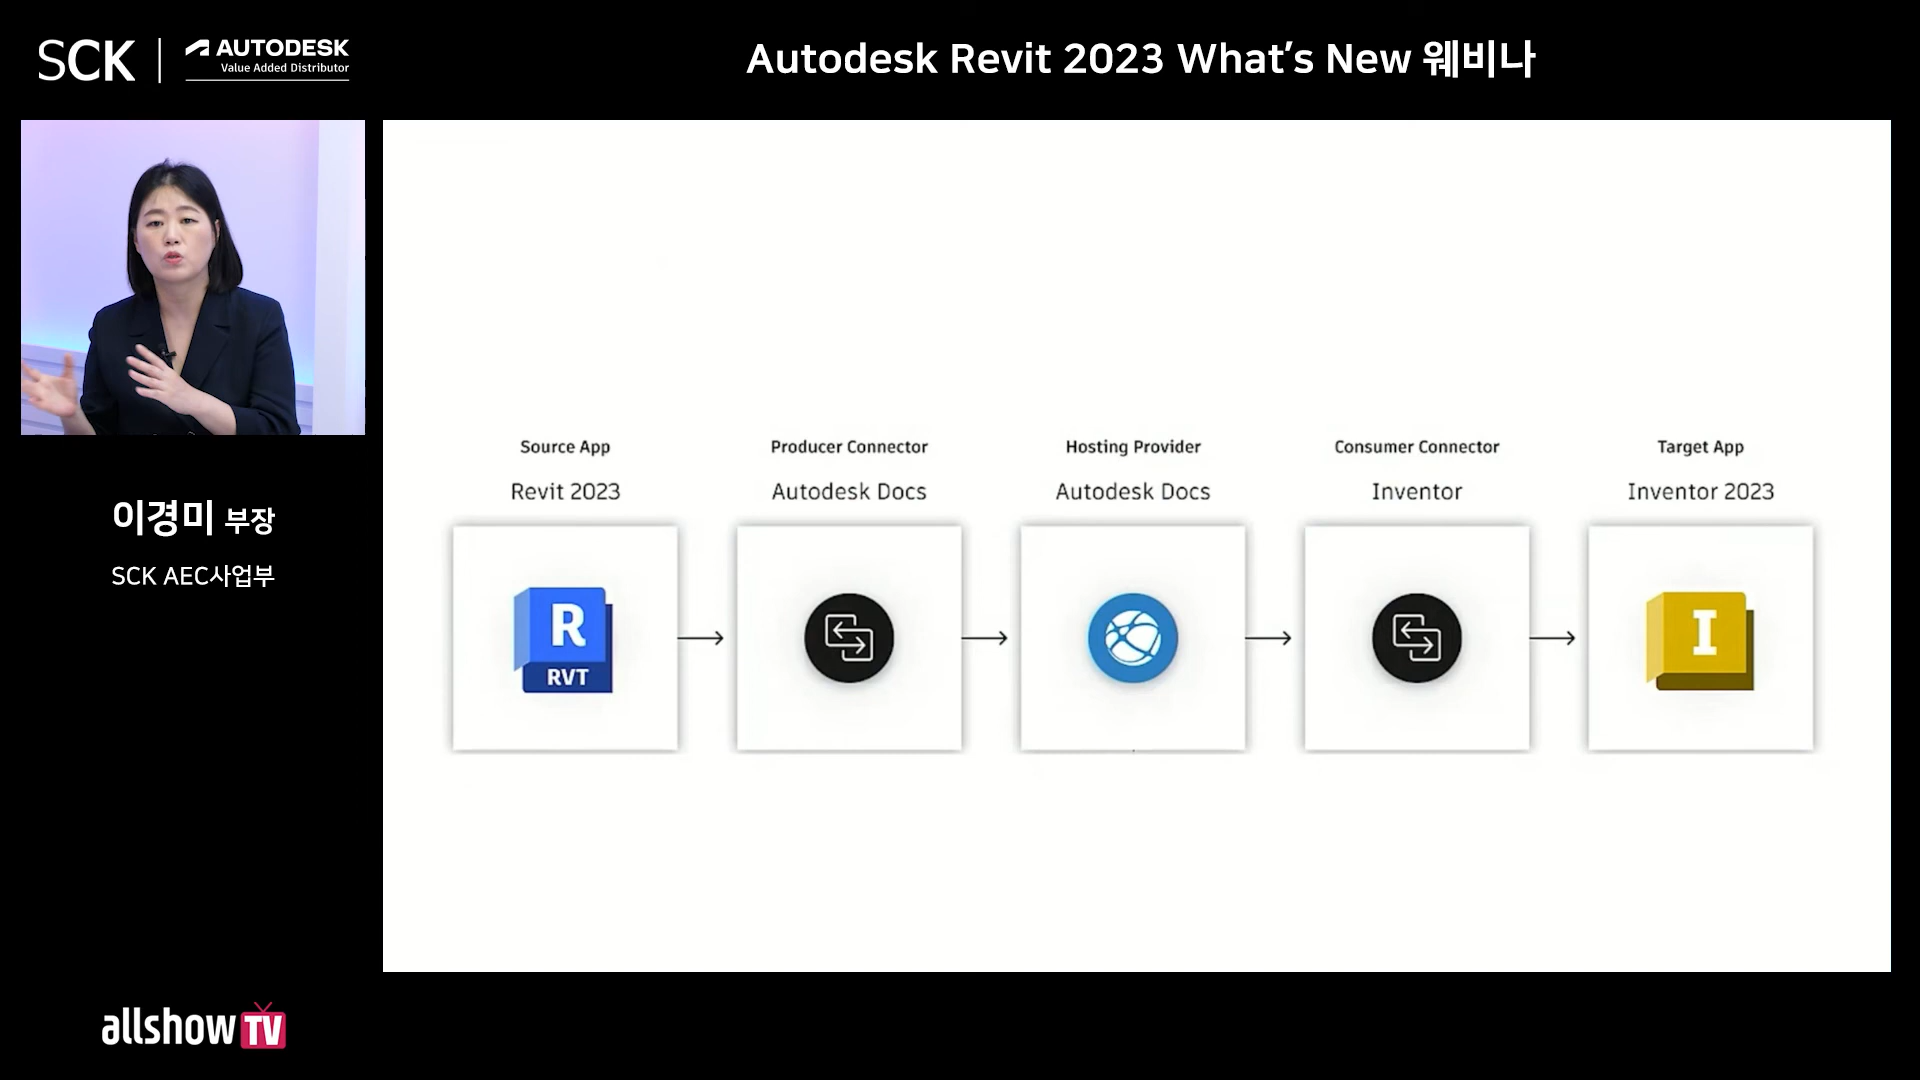 SCK
AUTODESK
Value Added Distributor
Autodesk Revit 2023 What's New 웨비나
Source App
Revit 2023
R
RVT
Producer Connector
Autodesk Docs
Hosting Provider
Autodesk Docs
Consumer Connector
Inventor
Target App
Inventor 2023
I
이경미 부장
SCK AEC사업부
allshow TV